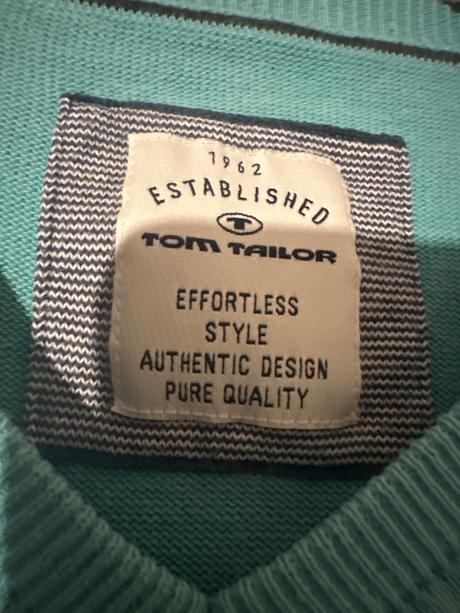 1962
ESTABLISHED
T
TOM TAILOR
EFFORTLESS
STYLE
AUTHENTIC DESIGN
PURE QUALITY